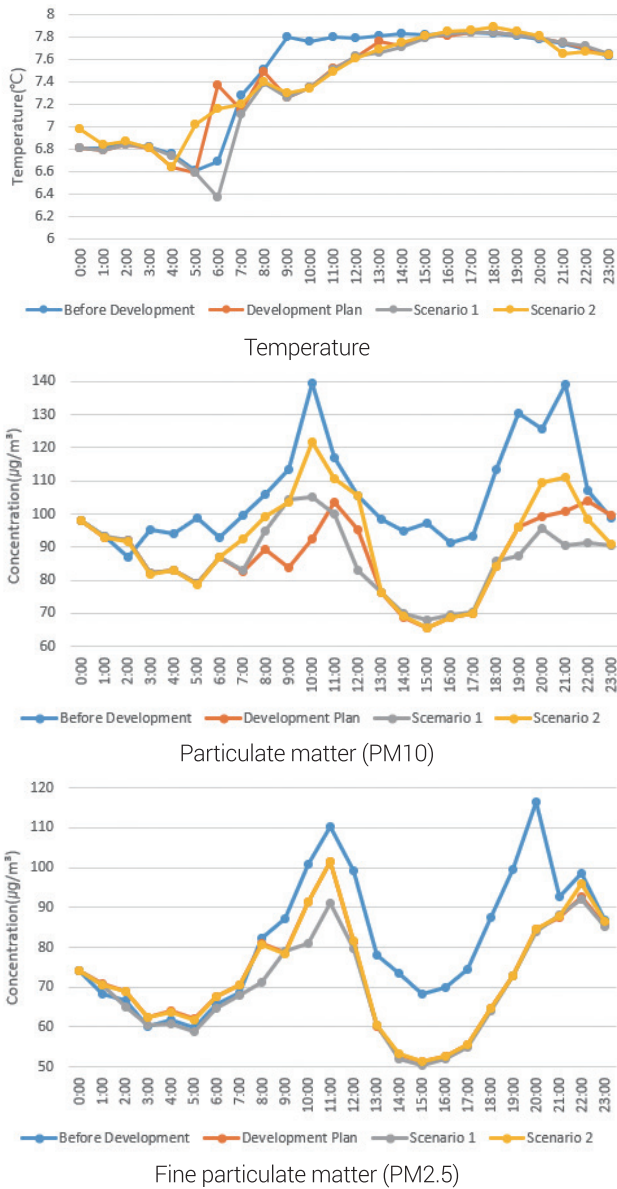 Temperature(℃)
8
7.8
7.6
7.4
7.2
7
6.8
6.6
6.4
6.2
6
0:00 1:00 2:00 3:00 4:00 5:00 6:00 7:00 8:00 9:00 10:00 11:00 12:00 13:00 14:00 15:00 16:00 17:00 18:00 19:00 20:00 21:00 22:00 23:00
Before Development Development Plan Scenario 1 Scenario 2
Temperature
Concentration(μg/m³)
140
130
120
110
100
90
80
70
60
0:00 1:00 2:00 3:00 4:00 5:00 6:00 7:00 8:00 9:00 10:00 11:00 12:00 13:00 14:00 15:00 16:00 17:00 18:00 19:00 20:00 21:00 22:00 23:00
Before Development Development Plan Scemario 1 Scenario 2
Particulate matter (PM10)
Concentration(μg/m³)
120
110
100
90
80
70
60
50
0:00 1:00 2:00 3:00 4:00 5:00 6:00 7:00 8:00 9:00 10:00 11:00 12:00 13:00 14:00 15:00 16:00 17:00 18:00 19:00 20:00 21:00 22:00 23:00
Before Development Development Plan Scenario 1 Scenario 2
Fine particulate matter (PM2.5)